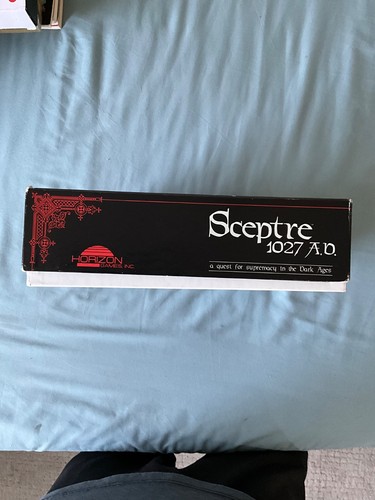 Sceptre
1027 A.D.
a quest for supremacy in the Dark Ages
HORIZON
GAMES INC